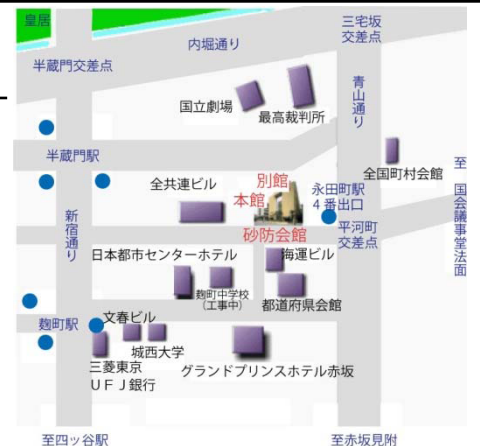 皇居
内堀通り
三宅坂
交差点
半蔵門交差点
青山通り
国立劇場
最高裁判所
半蔵門駅
全国町村会館
至 国会議事堂法面
全共連ビル
別館
本館
永田町駅
4番出口
砂防会館
平河町
交差点
新宿通り
日本都市センターホテル
海運ビル
麹町中学校
(工事中)
都道府県会館
麹町駅
文春ビル
城西大学
三菱東京
UFJ銀行
グランドプリンスホテル赤坂
至四ッ谷駅
至赤坂見附